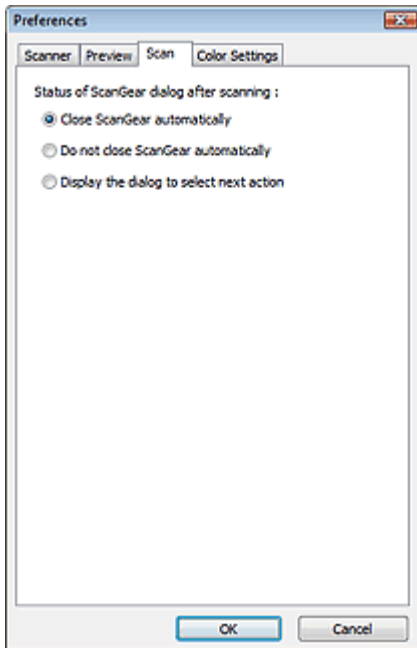 Preferences
Scanner Preview Scan Color Settings
Status of ScanGear dialog after scanning :
Close ScanGear automatically
Do not close ScanGear automatically
Display the dialog to select next action
OK Cancel